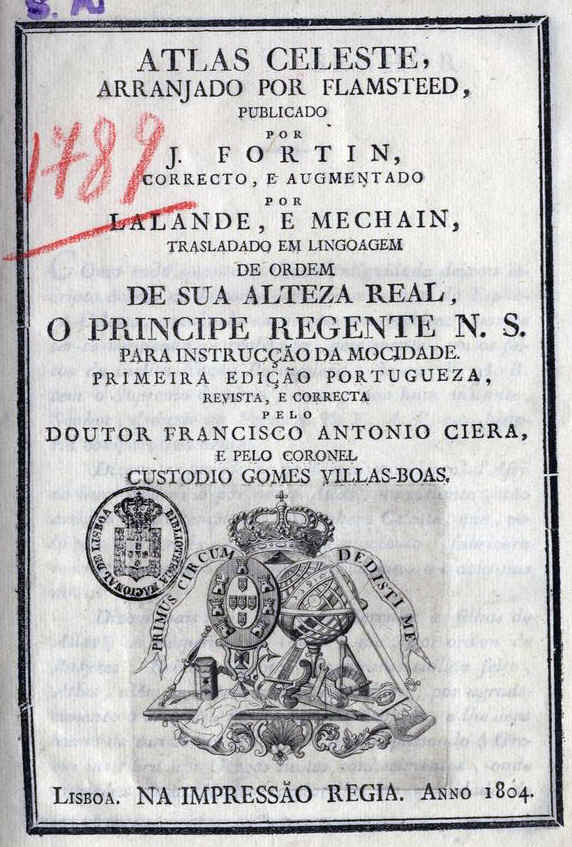 S. A.
ATLAS CELESTE,
ARRANJADO POR FLAMSTEED,
PUBLICADO
POR
J. FORTIN,
CORRECTO, E AUGMENTADO
POR
LALANDE, E MECHAIN,
TRASLADADO EM LINGOAGEM
DE ORDEM
DE SUA ALTEZA REAL,
O PRINCIPE REGENTE N. S.
PARA INSTRUCÇÃO DA MOCIDADE.
PRIMEIRA EDIÇÃO PORTUGUEZA,
REVISTA, E CORRECTA
PELO
DOUTOR FRANCISCO ANTONIO CIERA,
E PELO CORONEL
CUSTODIO GOMES VILLAS-BOAS.
1789
BIBLIOTHECA NACIONAL DE LISBOA
PRIMUS CIRCUM DEDISTI ME
LISBOA. NA IMPRESSÃO REGIA. ANNO 1804.